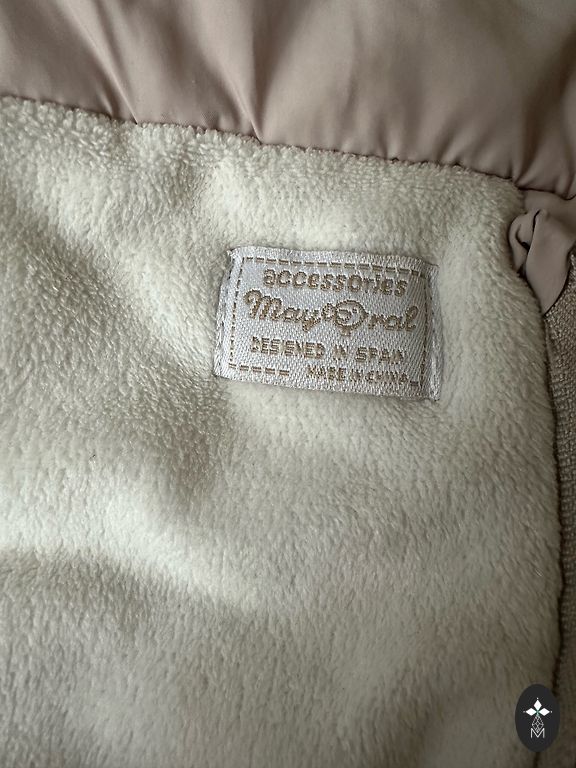 accessories
Mayoral
DESIGNED IN SPAIN
MADE IN CHINA